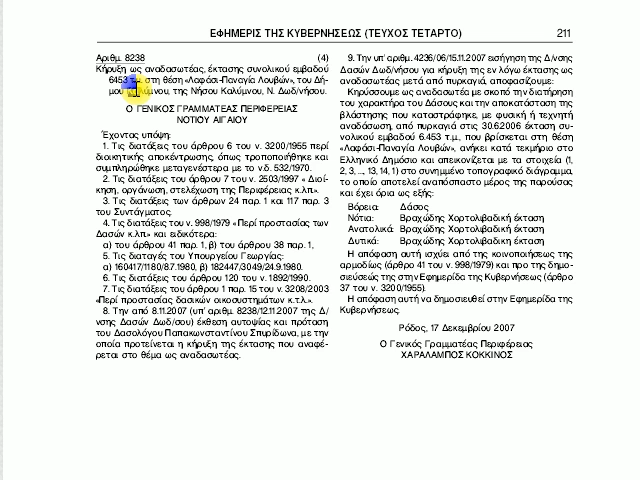 ΕΦΗΜΕΡΙΣ ΤΗΣ ΚΥΒΕΡΝΗΣΕΩΣ (ΤΕΥΧΟΣ ΤΕΤΑΡΤΟ)
211
Αριθμ. 8238
(4)
Κήρυξη ως αναδασωτέας, έκτασης συνολικού εμβαδού
6453 τ.μ. στη θέση «Λαφάσι-Παναγία Λουβών», του Δή-
μου Καλύμνου, της Νήσου Καλύμνου, Ν. Δωδ/νήσου.
Ο ΓΕΝΙΚΟΣ ΓΡΑΜΜΑΤΕΑΣ ΠΕΡΙΦΕΡΕΙΑΣ
ΝΟΤΙΟΥ ΑΙΓΑΙΟΥ
Έχοντας υπόψη:
1. Τις διατάξεις του άρθρου 6 του ν. 3200/1955 περί
διοικητικής αποκέντρωσης, όπως τροποποιήθηκε και
συμπληρώθηκε μεταγενέστερα με το ν.δ. 532/1970.
2. Τις διατάξεις του άρθρου 7 του ν. 2503/1997 « Διοί-
κηση, οργάνωση, στελέχωση της Περιφέρειας κ.λπ».
3. Τις διατάξεις των άρθρων 24 παρ. 1 και 117 παρ. 3
του Συντάγματος.
4. Τις διατάξεις του ν. 998/1979 «Περί προστασίας των
Δασών κ.λπ» και ειδικότερα:
α) του άρθρου 41 παρ. 1, β) του άρθρου 38 παρ. 1,
5. Τις διαταγές του Υπουργείου Γεωργίας:
α) 160417/1180/8.7.1980, β) 182447/3049/24.9.1980.
6. Τις διατάξεις του άρθρου 120 του ν. 1892/1990.
7. Τις διατάξεις του άρθρου 1 παρ. 15 του ν. 3208/2003
«Περί προστασίας δασικών οικοσυστημάτων κ.τ.λ.».
8. Την από 8.11.2007 (υπ' αριθμ. 8238/12.11.2007 της Δ/
νσης Δασών Δωδ/σου) έκθεση αυτοψίας και πρόταση
του Δασολόγου Παπακωνσταντίνου Σπυρίδωνα, με την
οποία προτείνεται η κήρυξη της έκτασης που αναφέ-
ρεται στο θέμα ως αναδασωτέας.
9. Την υπ' αριθμ. 4236/06/15.11.2007 εισήγηση της Δ/νσης
Δασών Δωδ/νήσου για κήρυξη της εν λόγω έκτασης ως
αναδασωτέας μετά από πυρκαγιά, αποφασίζουμε:
Κηρύσσουμε ως αναδασωτέα με σκοπό την διατήρηση
του χαρακτήρα του Δάσους και την αποκατάσταση της
βλάστησης που καταστράφηκε, με φυσική ή τεχνητή
αναδάσωση, από πυρκαγιά στις 30.6.2006 έκταση συ-
νολικού εμβαδού 6.453 τ.μ., που βρίσκεται στη θέση
«Λαφάσι-Παναγία Λουβών», ανήκει κατά τεκμήριο στο
Ελληνικό Δημόσιο και απεικονίζεται με τα στοιχεία (1,
2, 3, ..., 13, 14, 1) στο συνημμένο τοπογραφικό διάγραμμα,
το οποίο αποτελεί αναπόσπαστο μέρος της παρούσας
και έχει όρια ως εξής:
Βόρεια: Δάσος
Νότια: Βραχώδης Χορτολιβαδική έκταση
Ανατολικά: Βραχώδης Χορτολιβαδική έκταση
Δυτικά: Βραχώδης Χορτολιβαδική έκταση
Η απόφαση αυτή ισχύει από της κοινοποιήσεως της
αρμοδίως (άρθρο 41 του ν. 998/1979) και προ της δημο-
σιεύσεώς στην Εφημερίδα της Κυβερνήσεως (άρθρο
37 του ν. 3200/1955).
Η απόφαση αυτή να δημοσιευθεί στην Εφημερίδα της
Κυβερνήσεως.
Ρόδος, 17 Δεκεμβρίου 2007
Ο Γενικός Γραμματέας Περιφέρειας
ΧΑΡΑΛΑΜΠΟΣ ΚΟΚΚΙΝΟΣ